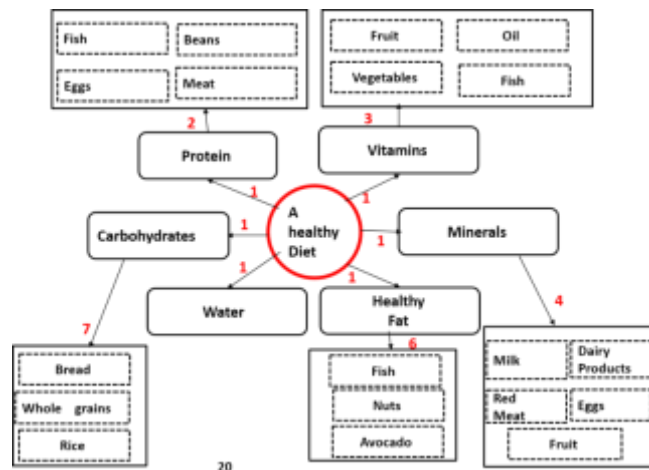 Fish
Beans
Eggs
Meat
Fruit
Oil
Vegetables
Fish
2
3
Protein
Vitamins
1
1
A
healthy
Diet
Carbohydrates
1
1
Minerals
1
1
Water
Healthy
Fat
7
4
6
Bread
Whole grains
Rice
Fish
Nuts
Avocado
Milk
Dairy
Products
Red
Meat
Eggs
Fruit
20